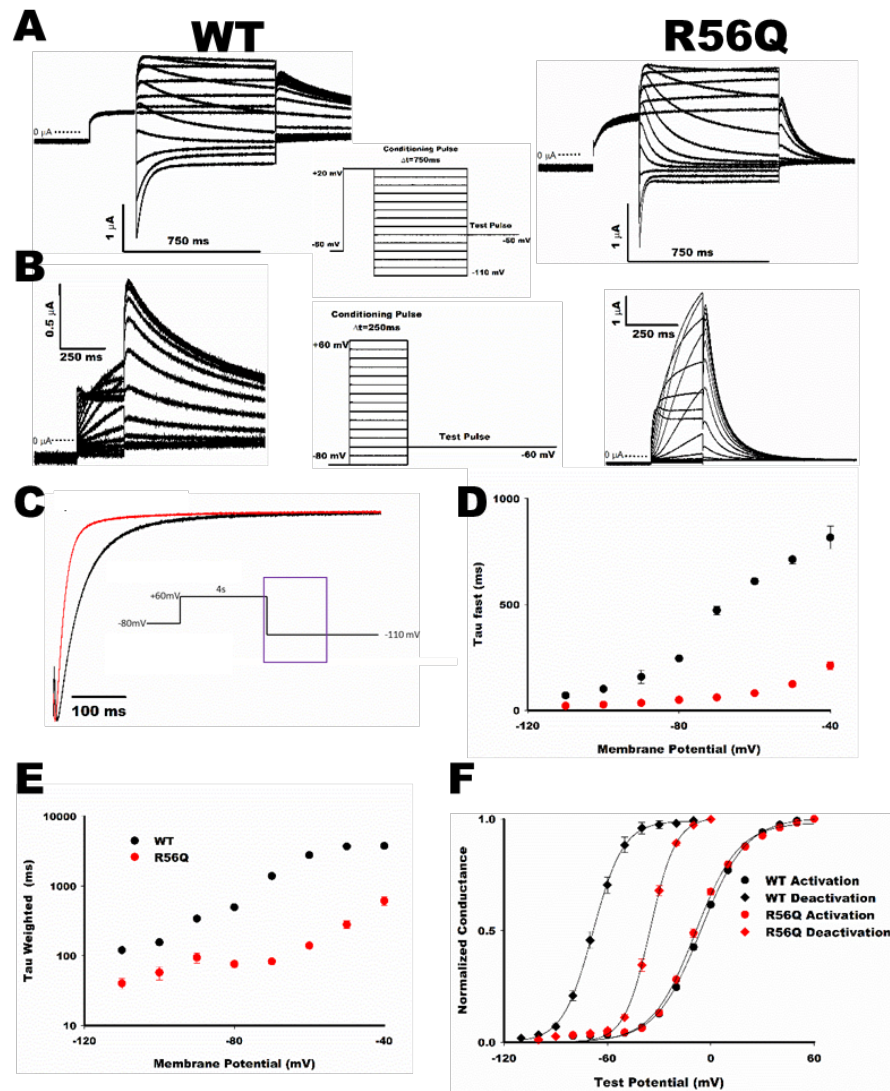 A
WT
R56Q
0 µA
1 µA
750 ms
Conditioning Pulse
Δt=750ms
+20 mV
Test Pulse
-50 mV
-60 mV
-110 mV
0 µA
1 µA
750 ms
B
0.5 µA
250 ms
0 µA
Conditioning Pulse
Δt=250ms
+60 mV
Test Pulse
-80 mV
-60 mV
1 µA
250 ms
0 µA
C
+60mV
4s
-80mV
-110 mV
100 ms
D
Tau fast (ms)
1000
500
0
-120
-80
-40
Membrane Potential (mV)
E
Tau Weighted (ms)
10000
1000
100
10
WT
R56Q
-120
-80
-40
Membrane Potential (mV)
F
Normalized Conductance
1.0
0.5
0.0
WT Activation
WT Deactivation
R56Q Activation
R56Q Deactivation
-120
-60
0
60
Test Potential (mV)